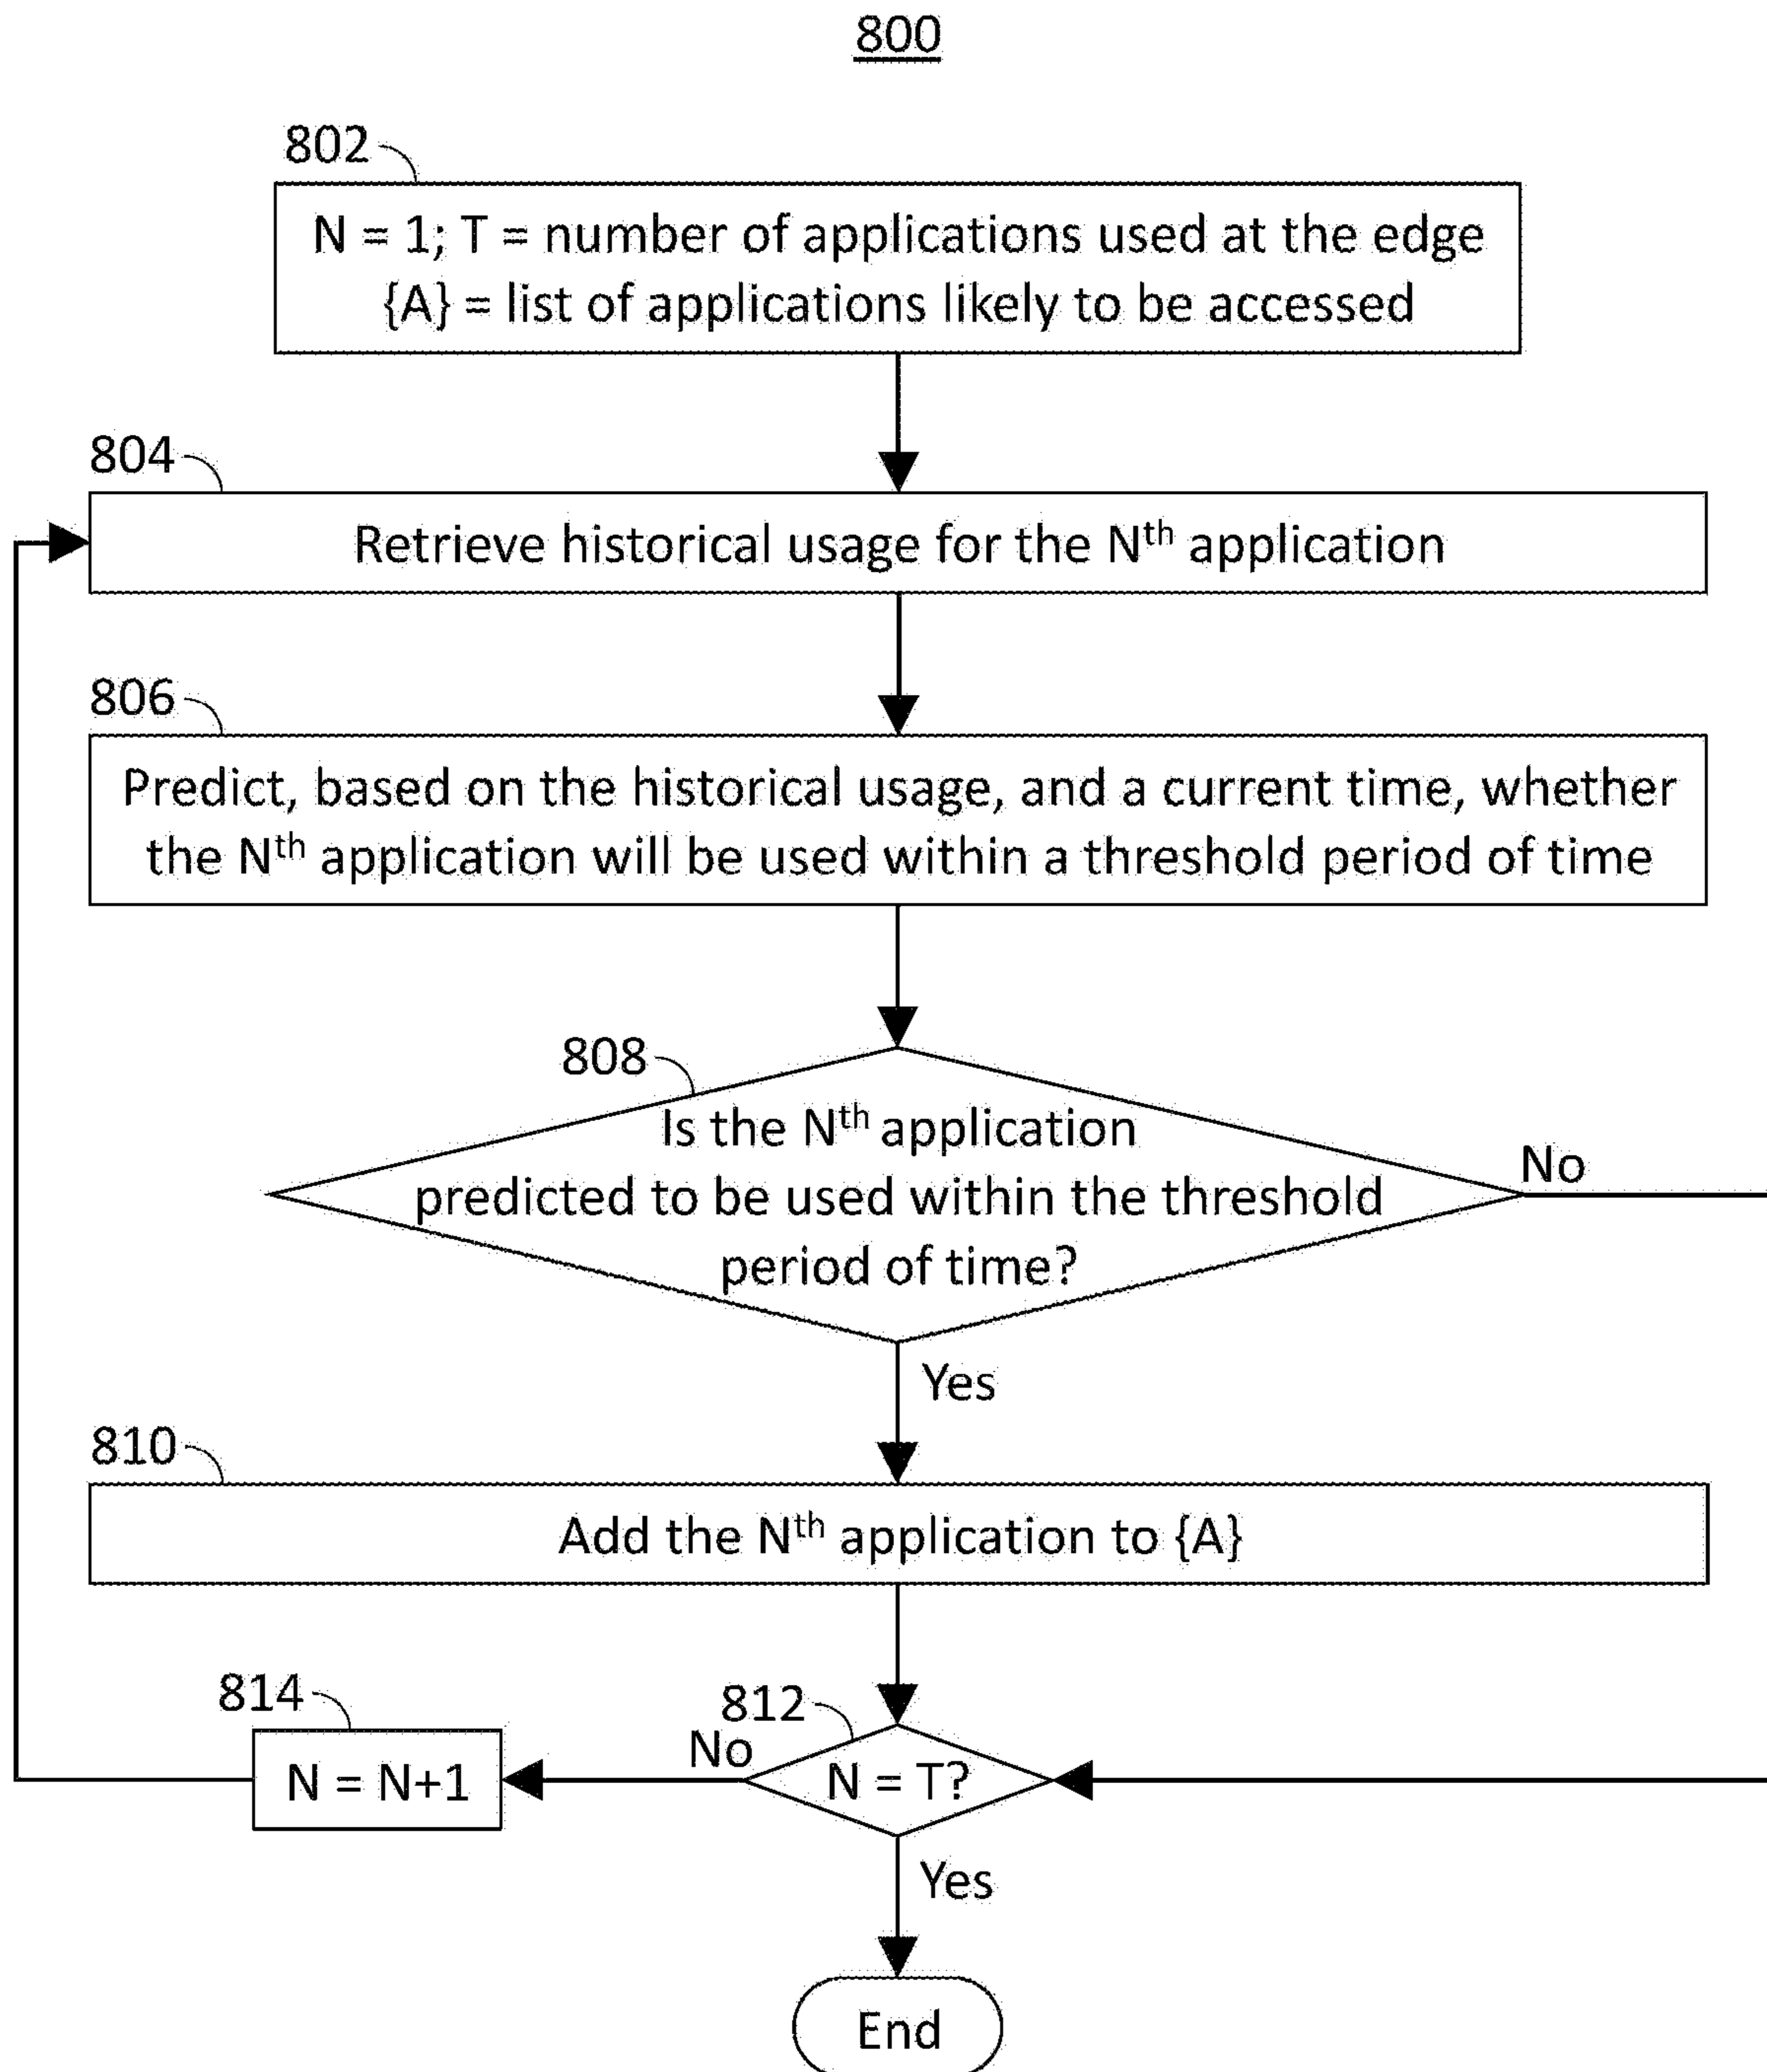 800
802
N = 1; T = number of applications used at the edge
{A} = list of applications likely to be accessed
804
Retrieve historical usage for the Nth application
806
Predict, based on the historical usage, and a current time, whether
the Nth application will be used within a threshold period of time
808
Is the Nth application
predicted to be used within the threshold
period of time?
No
Yes
810
Add the Nth application to {A}
814
N = N+1
812
No
N = T?
Yes
End